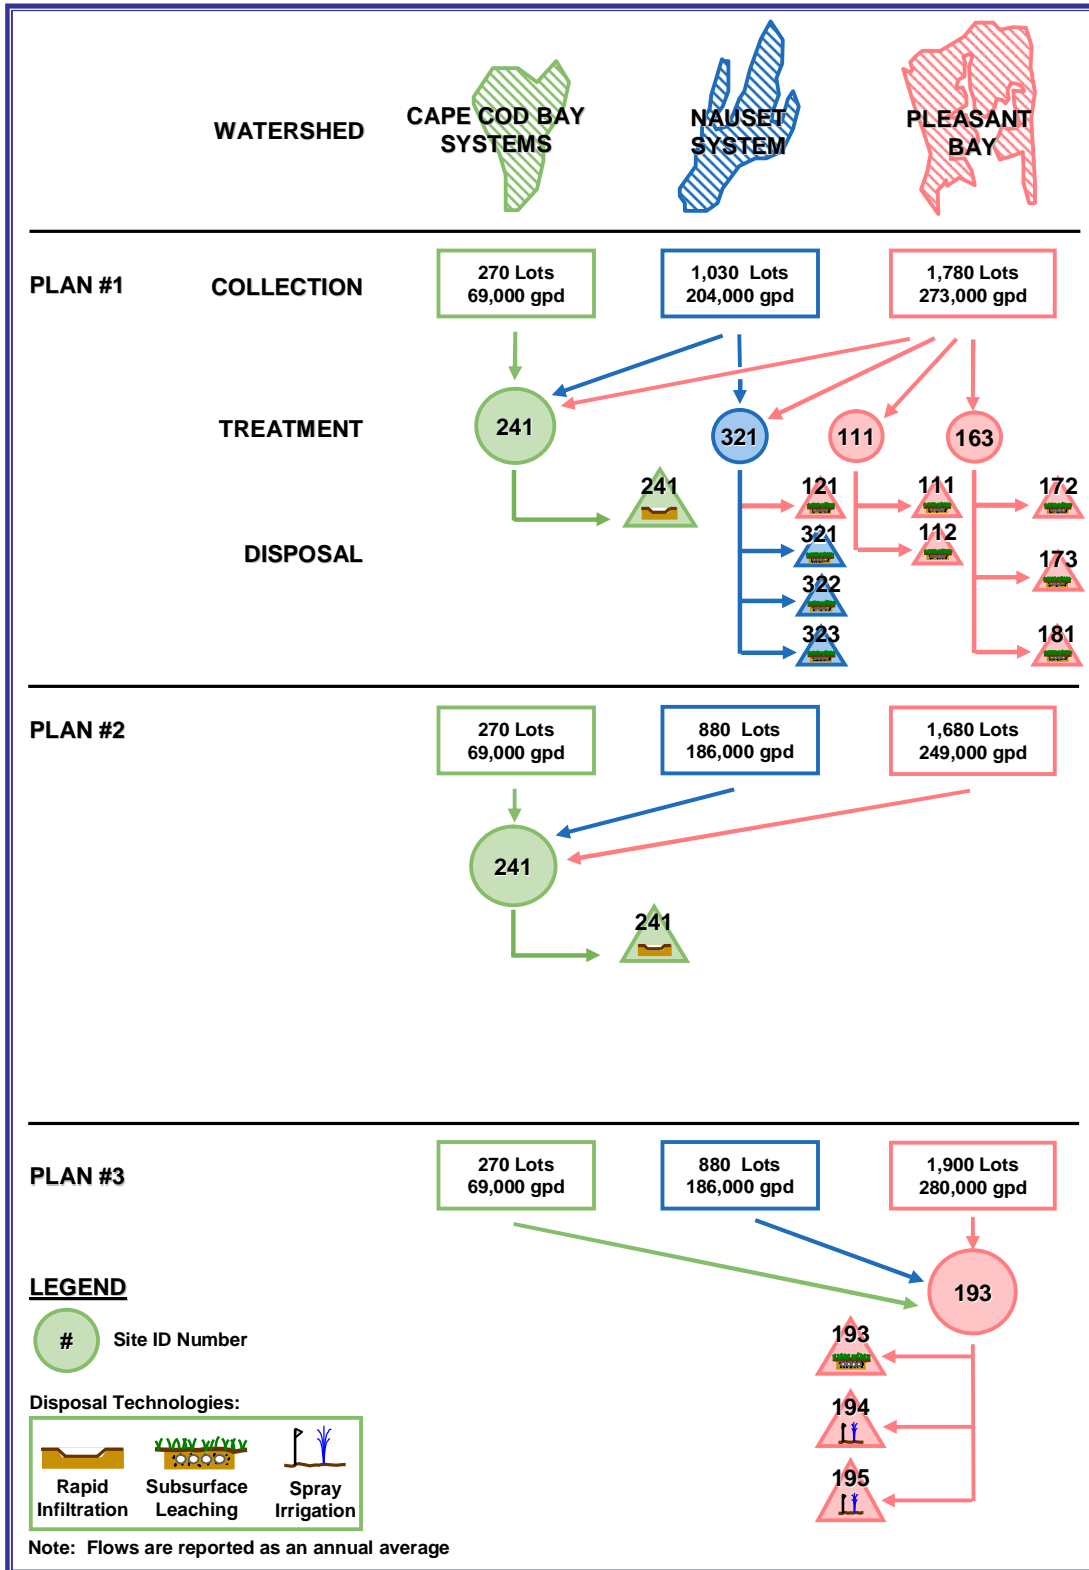 WATERSHED
CAPE COD BAY
SYSTEMS
NAUSET
SYSTEM
PLEASANT
BAY
PLAN #1
COLLECTION
270 Lots
69,000 gpd
1,030 Lots
204,000 gpd
1,780 Lots
273,000 gpd
TREATMENT
241
321
111
163
DISPOSAL
241
121
321
322
323
111
112
172
173
181
PLAN #2
270 Lots
69,000 gpd
880 Lots
186,000 gpd
1,680 Lots
249,000 gpd
241
241
PLAN #3
270 Lots
69,000 gpd
880 Lots
186,000 gpd
1,900 Lots
280,000 gpd
193
193
194
195
LEGEND
# Site ID Number
Disposal Technologies:
Rapid
Infiltration
Subsurface
Leaching
Spray
Irrigation
Note: Flows are reported as an annual average